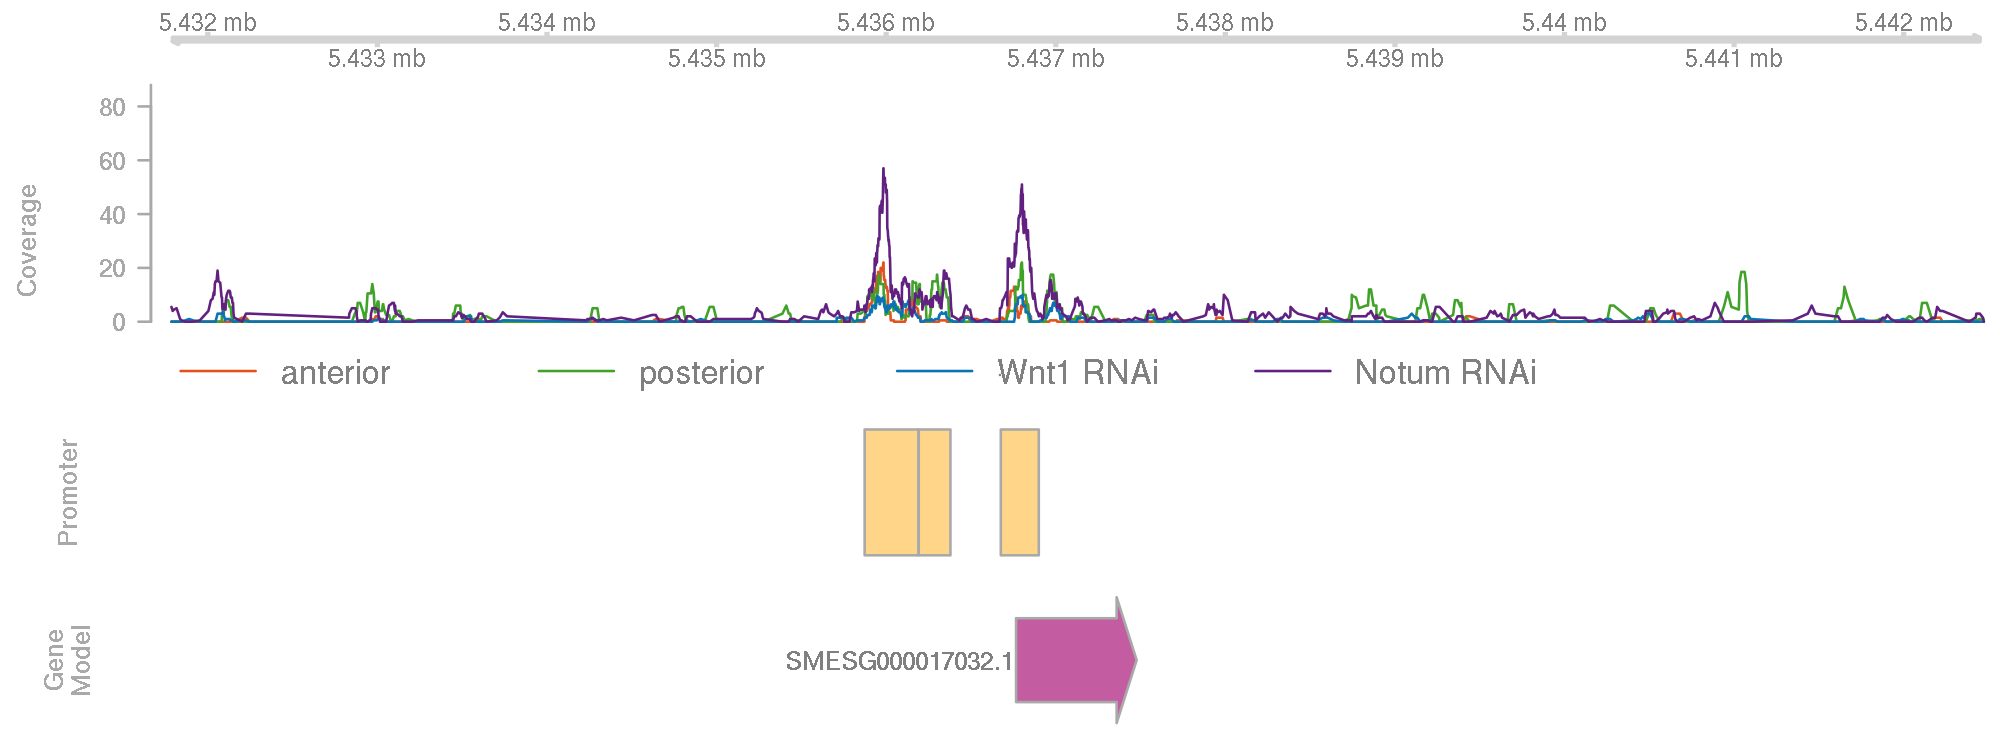 5.432 mb 5.434 mb 5.436 mb 5.438 mb 5.44 mb 5.442 mb
5.433 mb 5.435 mb 5.437 mb 5.439 mb 5.441 mb
Coverage
80
60
40
20
0
anterior posterior Wnt1 RNAi Notum RNAi
Promoter
Gene
Model
SMESG000017032.1